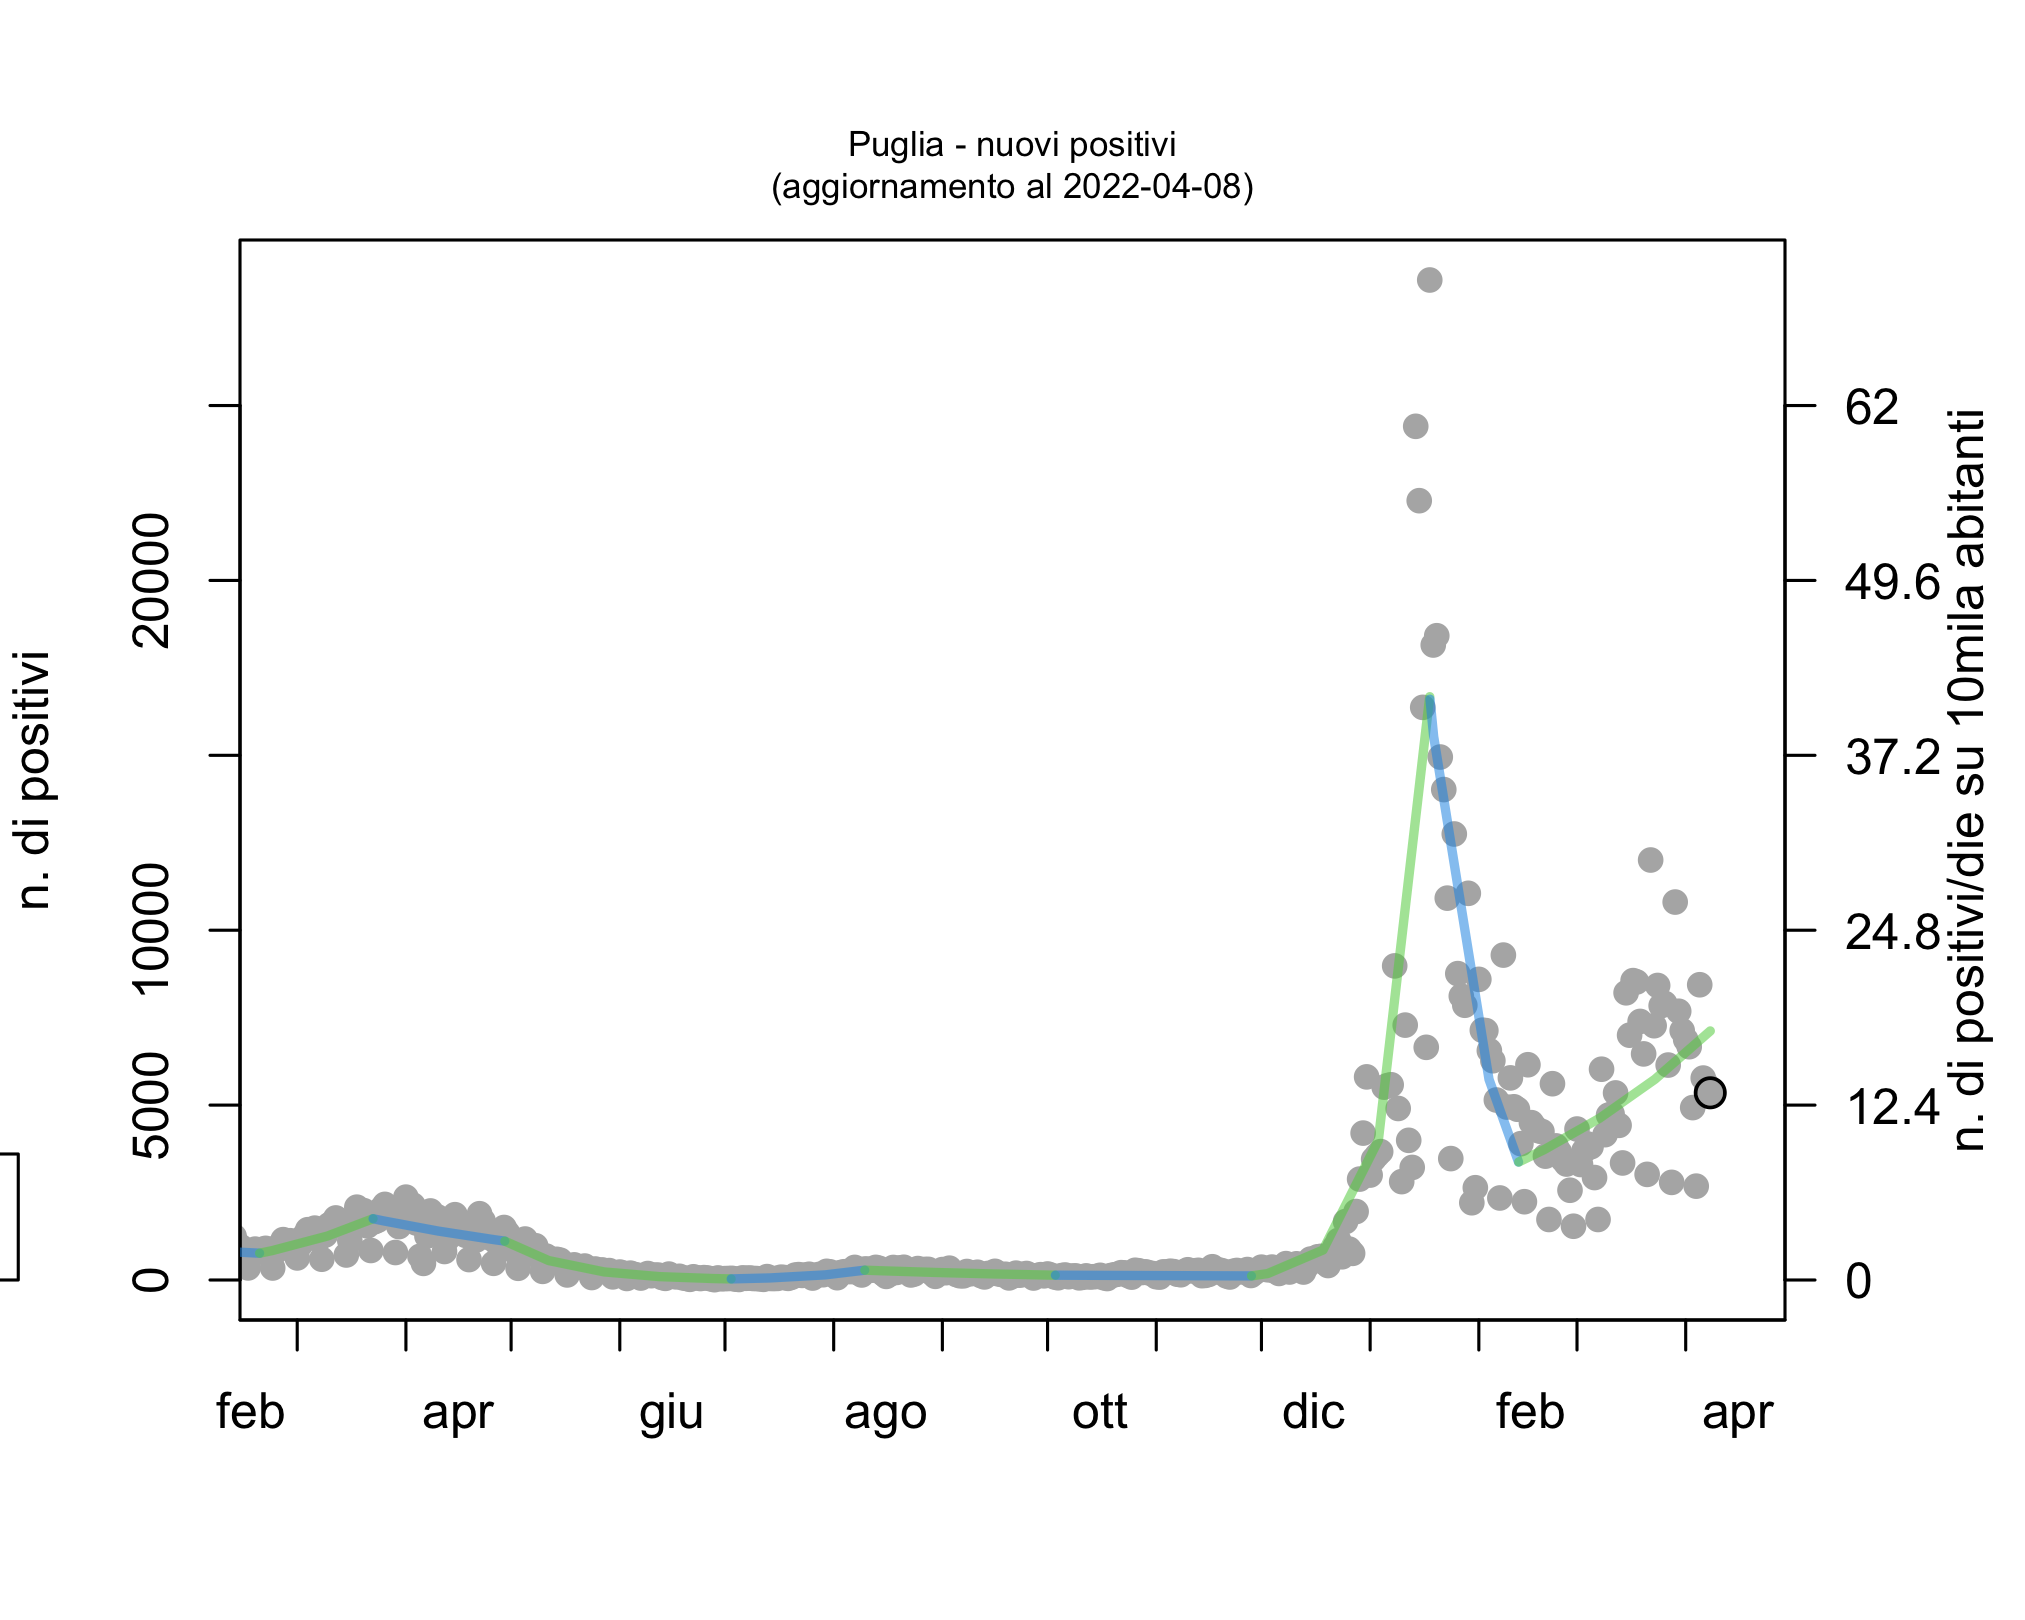 Puglia - nuovi positivi
(aggiornamento al 2022-04-08)
n. di positivi
20000
10000
5000
0
62
49.6
37.2
24.8
12.4
0
n. di positivi/die su 10mila abitanti
feb apr giu ago ott dic feb apr